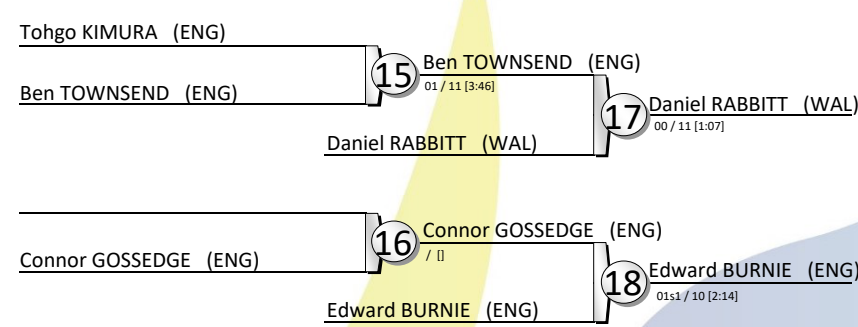 Tohgo KIMURA (ENG)
15
Ben TOWNSEND (ENG)
01 / 11 [3:46]
Ben TOWNSEND (ENG)
17
Daniel RABBITT (WAL)
00 / 11 [1:07]
Daniel RABBITT (WAL)
16
Connor GOSSEDGE (ENG)
/ []
Connor GOSSEDGE (ENG)
18
Edward BURNIE (ENG)
01s1 / 10 [2:14]
Edward BURNIE (ENG)